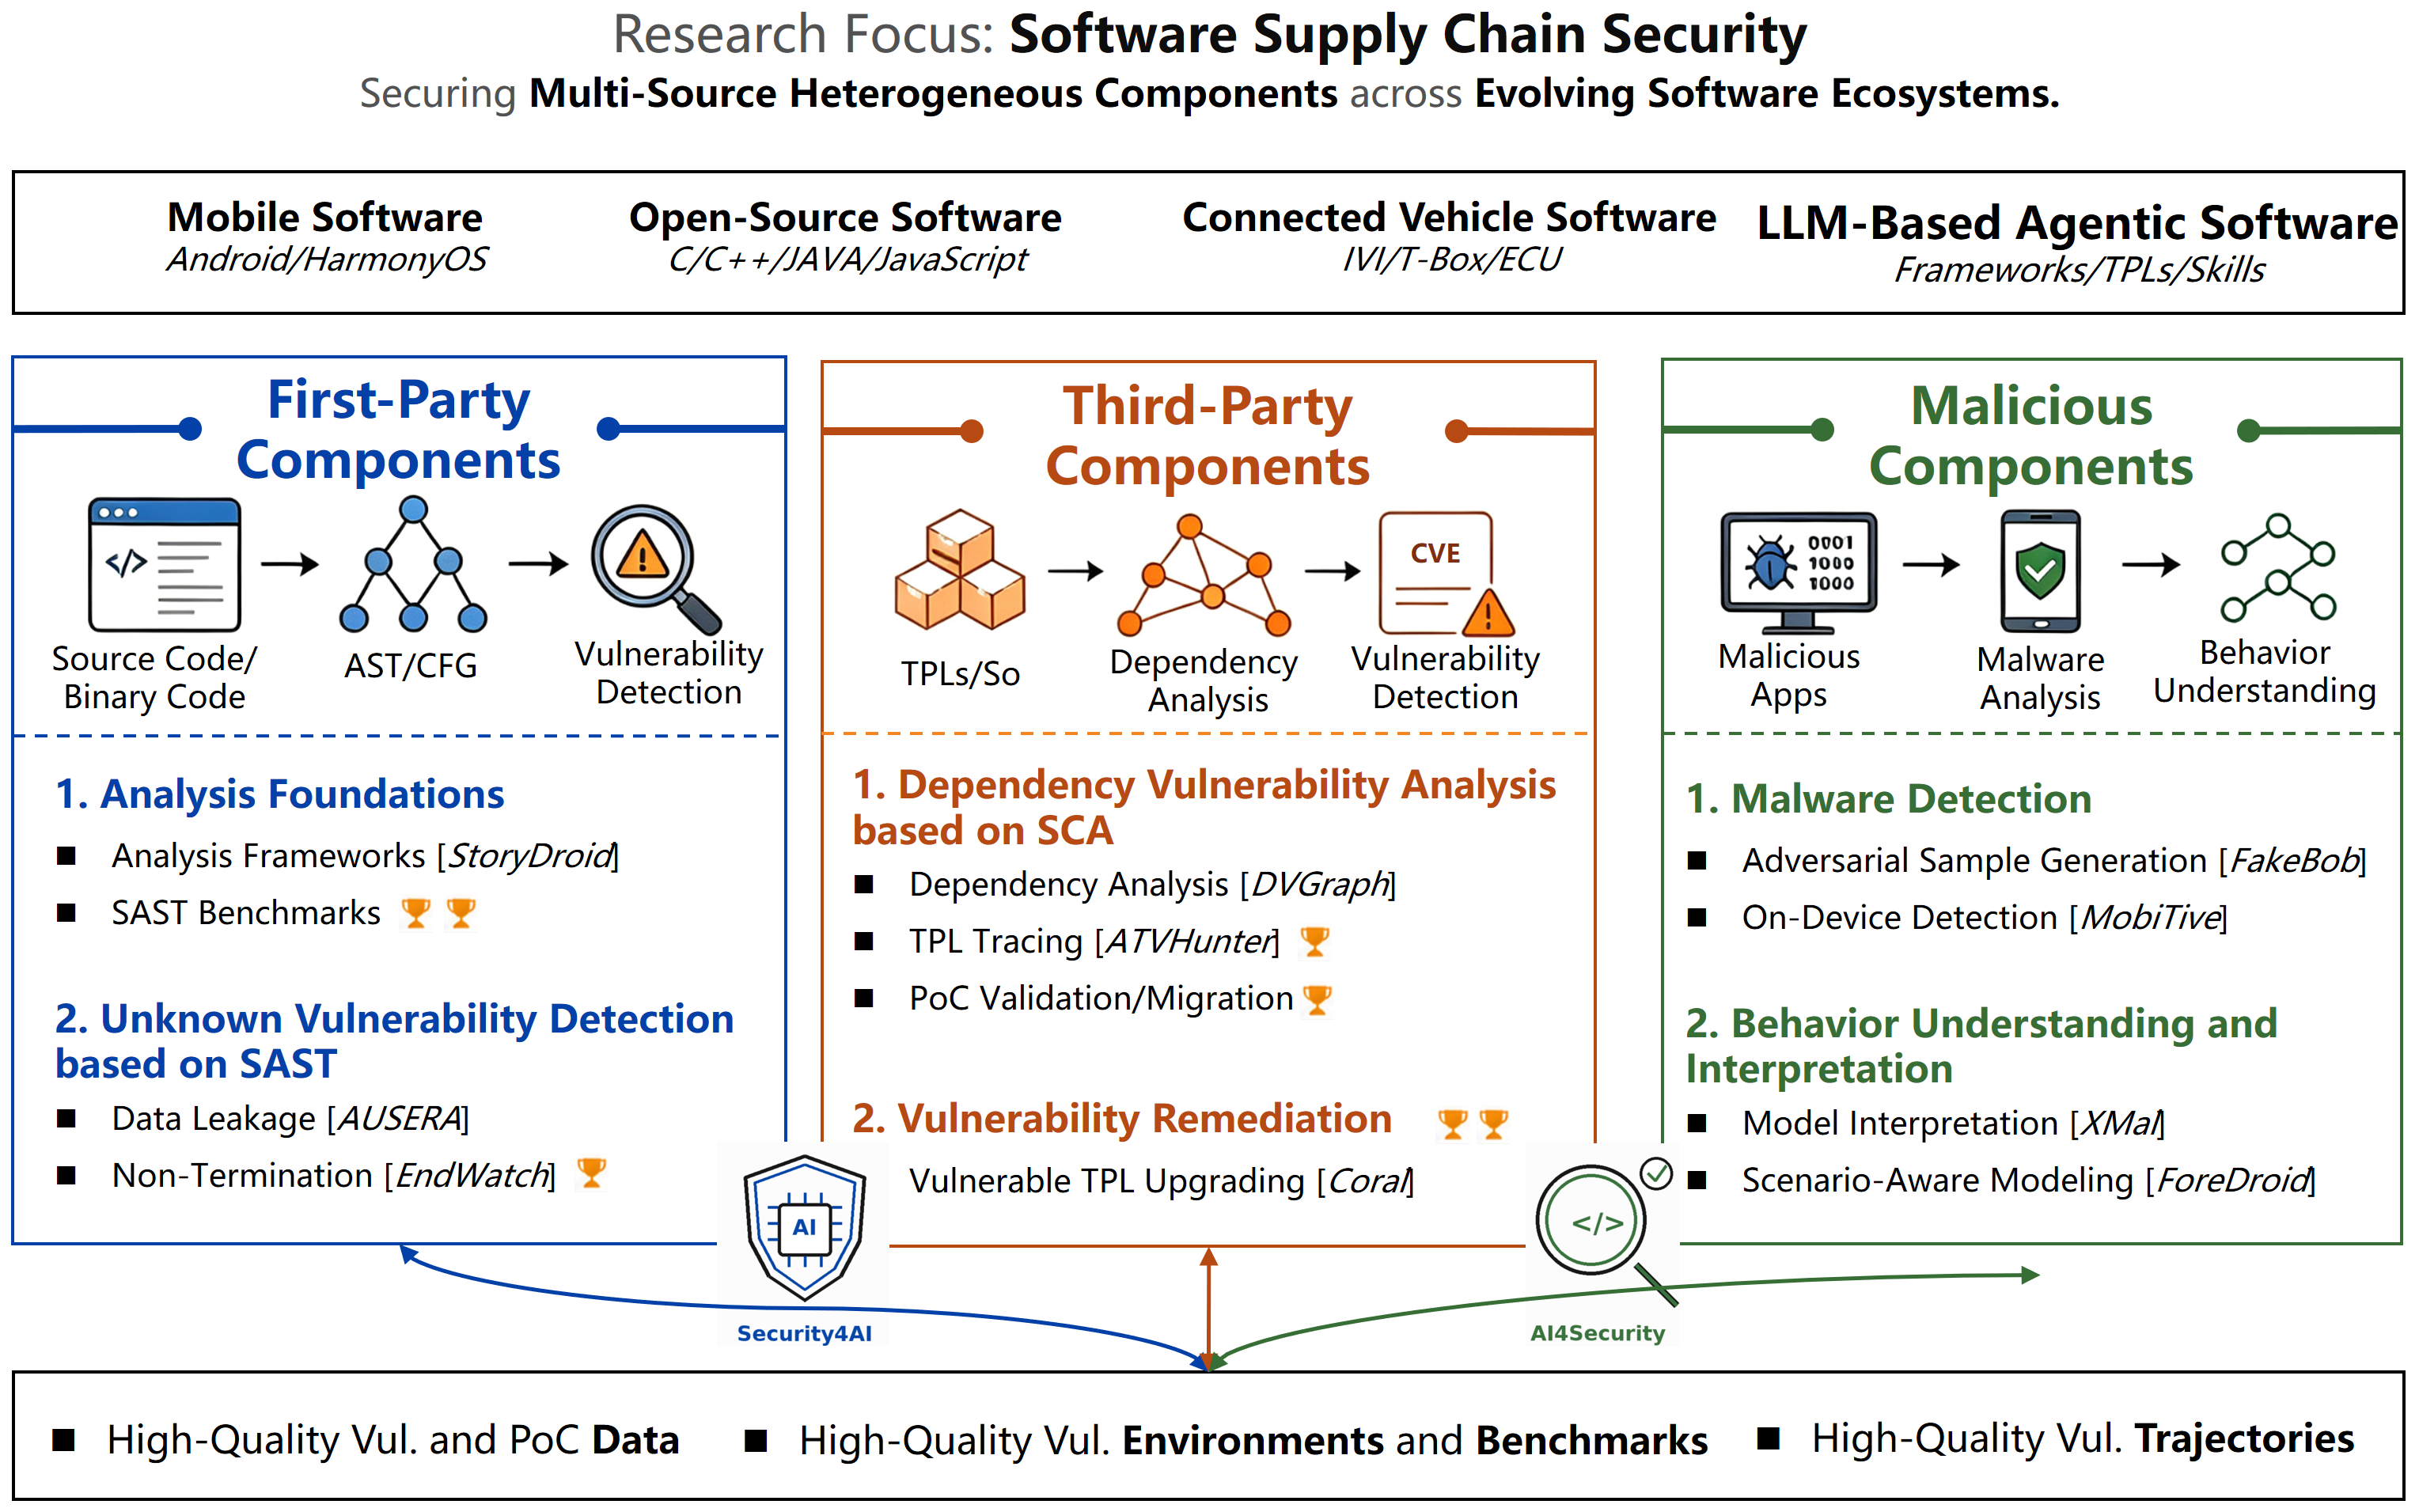 Research Focus: Software Supply Chain Security
Securing Multi-Source Heterogeneous Components across Evolving Software Ecosystems.
Mobile Software
Android/HarmonyOS
Open-Source Software
C/C++/JAVA/JavaScript
Connected Vehicle Software
IVI/T-Box/ECU
LLM-Based Agentic Software
Frameworks/TPLs/Skills
First-Party
Components
</>
Source Code/
Binary Code
AST/CFG
Vulnerability
Detection
1. Analysis Foundations
■ Analysis Frameworks [StoryDroid]
■ SAST Benchmarks
2. Unknown Vulnerability Detection
based on SAST
■ Data Leakage [AUSERA]
■ Non-Termination [EndWatch]
Third-Party
Components
TPLs/So
Dependency
Analysis
CVE
Vulnerability
Detection
1. Dependency Vulnerability Analysis
based on SCA
■ Dependency Analysis [DVGraph]
■ TPL Tracing [ATVHunter]
■ PoC Validation/Migration
2. Vulnerability Remediation
Vulnerable TPL Upgrading [Coral]
Malicious
Components
0001
1000
1000
Malicious
Apps
Malware
Analysis
Behavior
Understanding
1. Malware Detection
■ Adversarial Sample Generation [FakeBob]
■ On-Device Detection [MobiTive]
2. Behavior Understanding and
Interpretation
■ Model Interpretation [XMal]
■ Scenario-Aware Modeling [ForeDroid]
AI
Security4AI
</>
AI4Security
■ High-Quality Vul. and PoC Data
■ High-Quality Vul. Environments and Benchmarks
■ High-Quality Vul. Trajectories